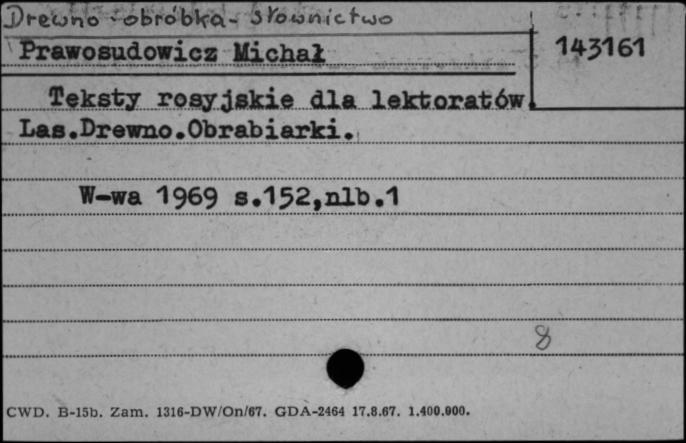 Drewno - obróbka - słownictwo
Prawosudowicz Michał
143161
Teksty rosyjskie dla lektoratów.
Las.Drewno.Obrabiarki.
W-wa 1969 s.152,nlb.1
8
CWD. B-15b. Zam. 1316-DW/On/67. GDA-2464 17.8.67. 1.400.000.